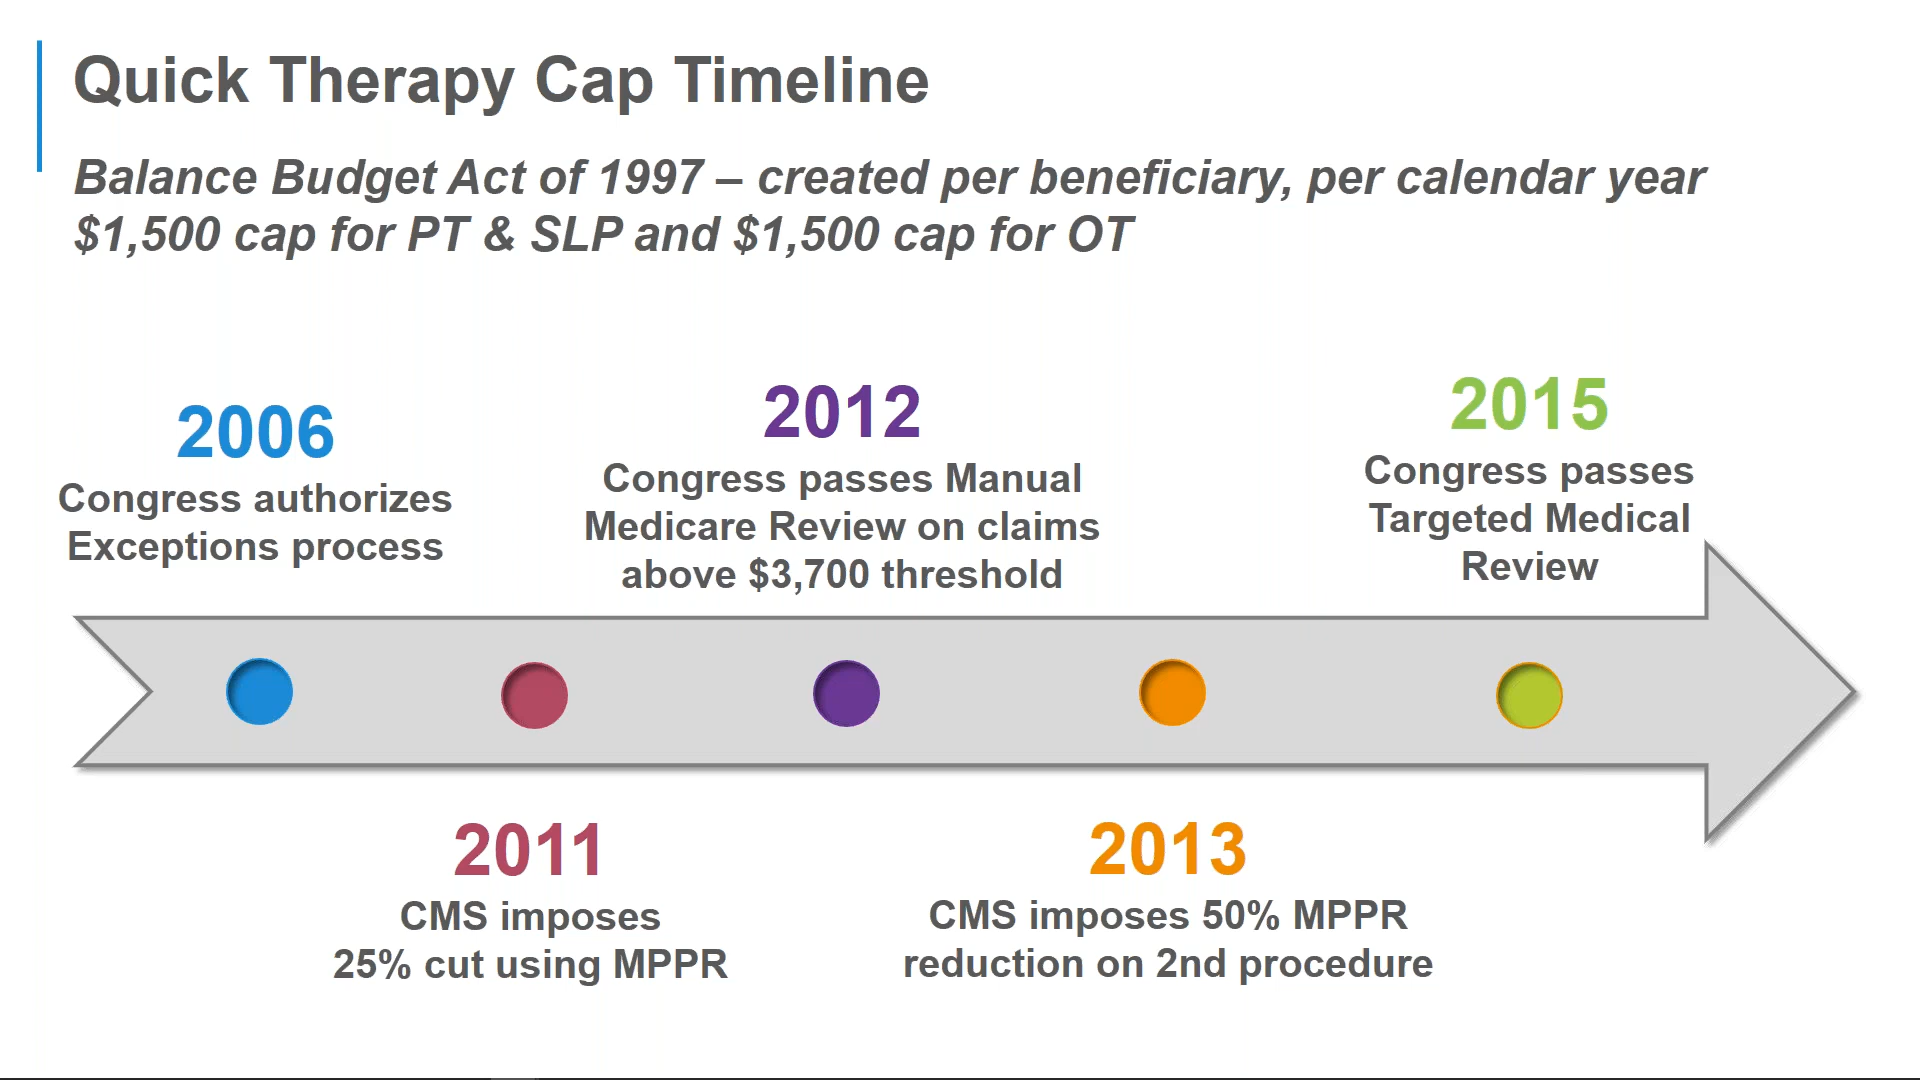 Quick Therapy Cap Timeline
Balance Budget Act of 1997 – created per beneficiary, per calendar year
$1,500 cap for PT & SLP and $1,500 cap for OT
2006
Congress authorizes
Exceptions process
2011
CMS imposes
25% cut using MPPR
2012
Congress passes Manual
Medicare Review on claims
above $3,700 threshold
2013
CMS imposes 50% MPPR
reduction on 2nd procedure
2015
Congress passes
Targeted Medical
Review